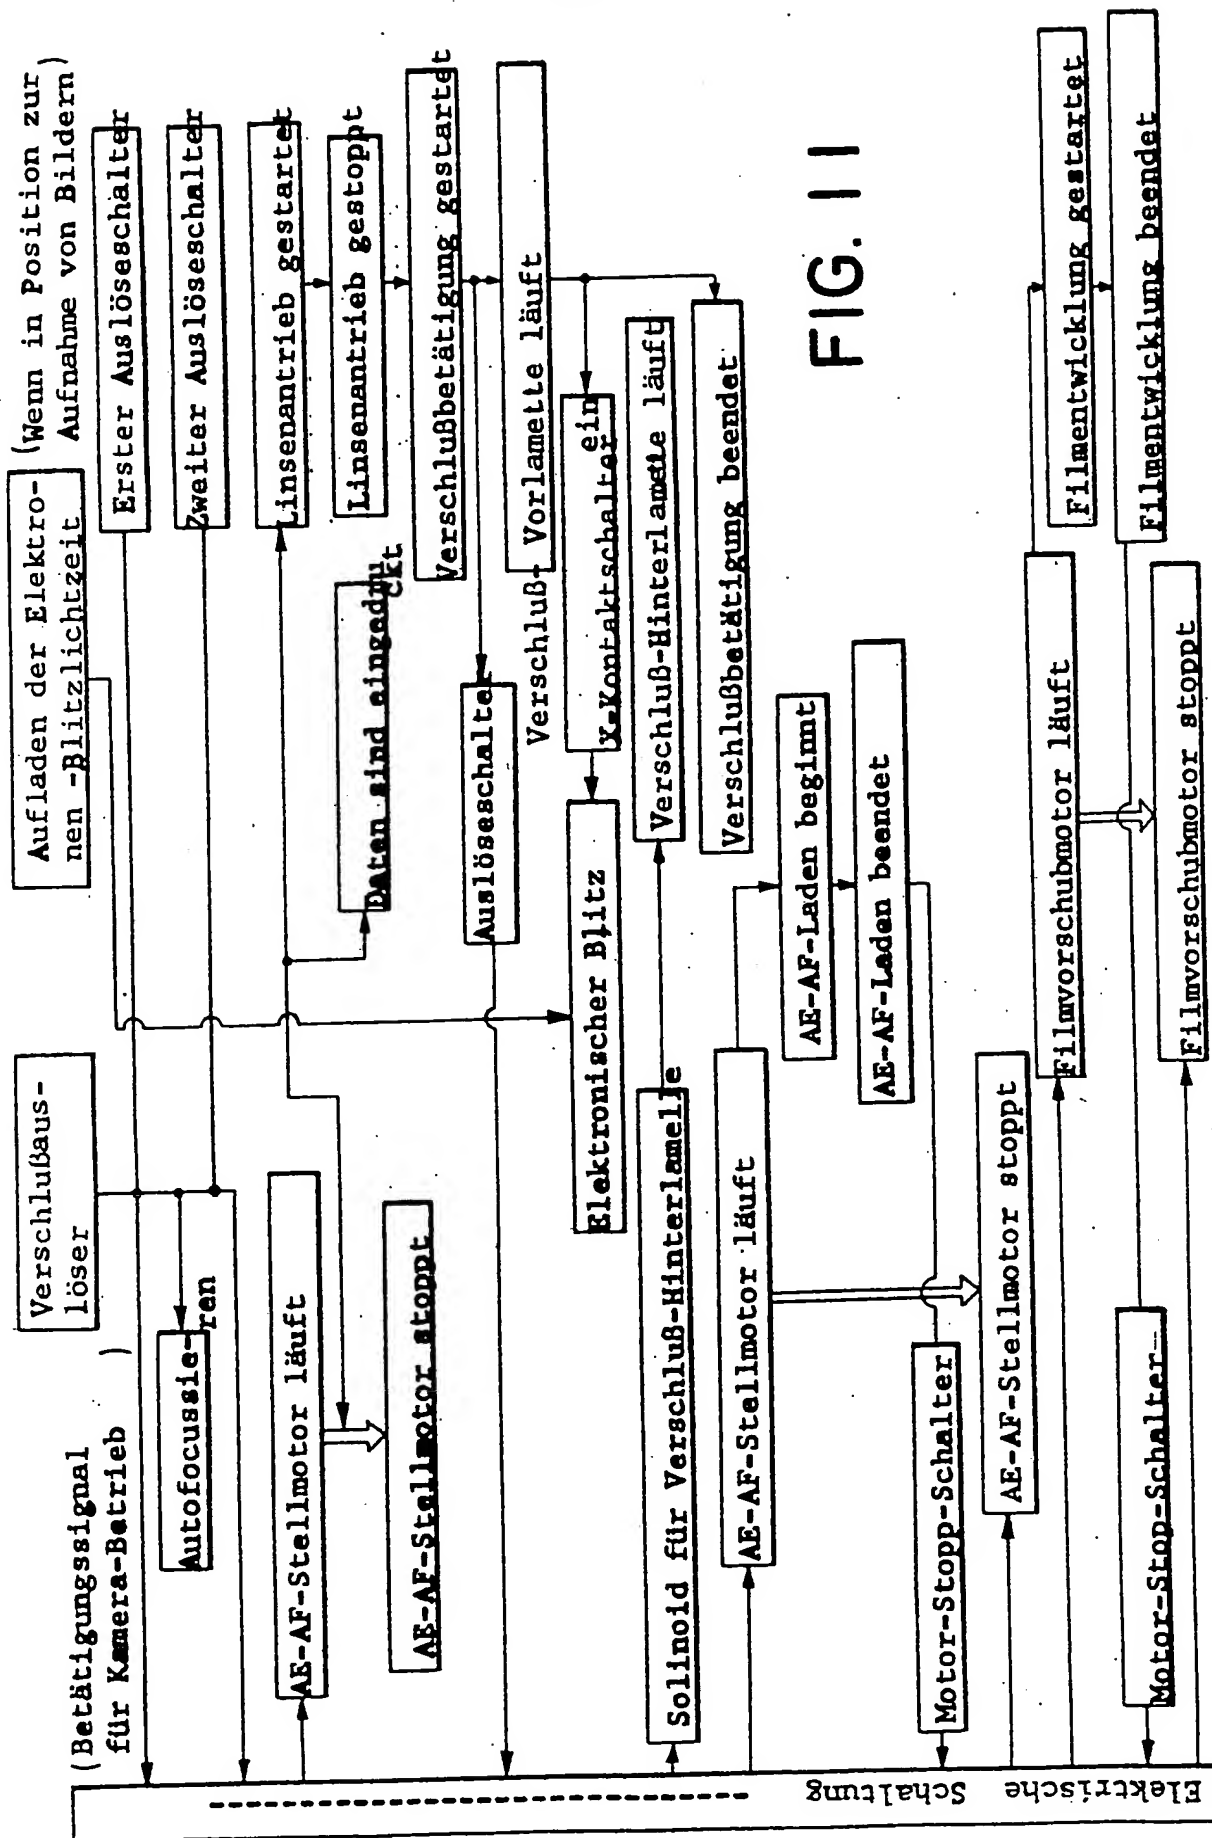 (Betätigungssignal
für Kamera-Betrieb )
Verschlußaus-
löser
Aufladen der Elektro-
nen -Blitzlichtzeit
(Wenn in Position zur
Aufnahme von Bildern)
Erster Auslöseschalter
Autofocussie-
ren
Zweiter Auslöseschalter
AE-AF-Stellmotor läuft
Linsenantrieb gestartet
Daten sind eingedru
ckt
Linsenantrieb gestoppt
AE-AF-Stellmotor stoppt
Verschlußbetätigung gestartet
Auslöseschalter
Verschluß- Vorlamette läuft
Elektronischer Blitz
ein
X-Kontaktschalter
Solinoid für Verschluß-Hinterlamelle
Verschluß-Hinterlamelle läuft
Verschlußbetätigung beendet
AE-AF-Stellmotor läuft
AE-AF-Laden beginnt
AE-AF-Laden beendet
FIG. 11
Motor-Stopp-Schalter
AE-AF-Stellmotor stoppt
Filmvorschubmotor läuft
Filmentwicklung gestartet
Filmentwicklung beendet
Motor-Stop-Schalter
Filmvorschubmotor stoppt
Elektrische Schaltung